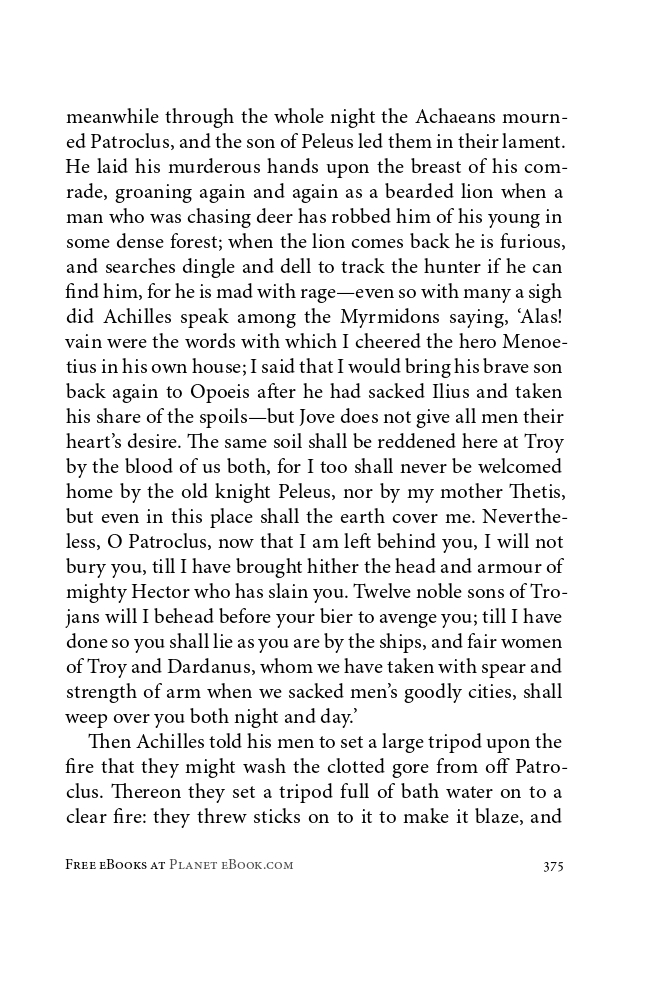 meanwhile through the whole night the Achaeans mourn-
ed Patroclus, and the son of Peleus led them in their lament.
He laid his murderous hands upon the breast of his com-
rade, groaning again and again as a bearded lion when a
man who was chasing deer has robbed him of his young in
some dense forest; when the lion comes back he is furious,
and searches dingle and dell to track the hunter if he can
find him, for he is mad with rage—even so with many a sigh
did Achilles speak among the Myrmidons saying, ‘Alas!
vain were the words with which I cheered the hero Menoe-
tius in his own house; I said that I would bring his brave son
back again to Opoeis after he had sacked Ilius and taken
his share of the spoils—but Jove does not give all men their
heart’s desire. The same soil shall be reddened here at Troy
by the blood of us both, for I too shall never be welcomed
home by the old knight Peleus, nor by my mother Thetis,
but even in this place shall the earth cover me. Neverthe-
less, O Patroclus, now that I am left behind you, I will not
bury you, till I have brought hither the head and armour of
mighty Hector who has slain you. Twelve noble sons of Tro-
jans will I behead before your bier to avenge you; till I have
done so you shall lie as you are by the ships, and fair women
of Troy and Dardanus, whom we have taken with spear and
strength of arm when we sacked men’s goodly cities, shall
weep over you both night and day.’
Then Achilles told his men to set a large tripod upon the
fire that they might wash the clotted gore from off Patro-
clus. Thereon they set a tripod full of bath water on to a
clear fire: they threw sticks on to it to make it blaze, and
Free eBooks at Planet eBook.com 375